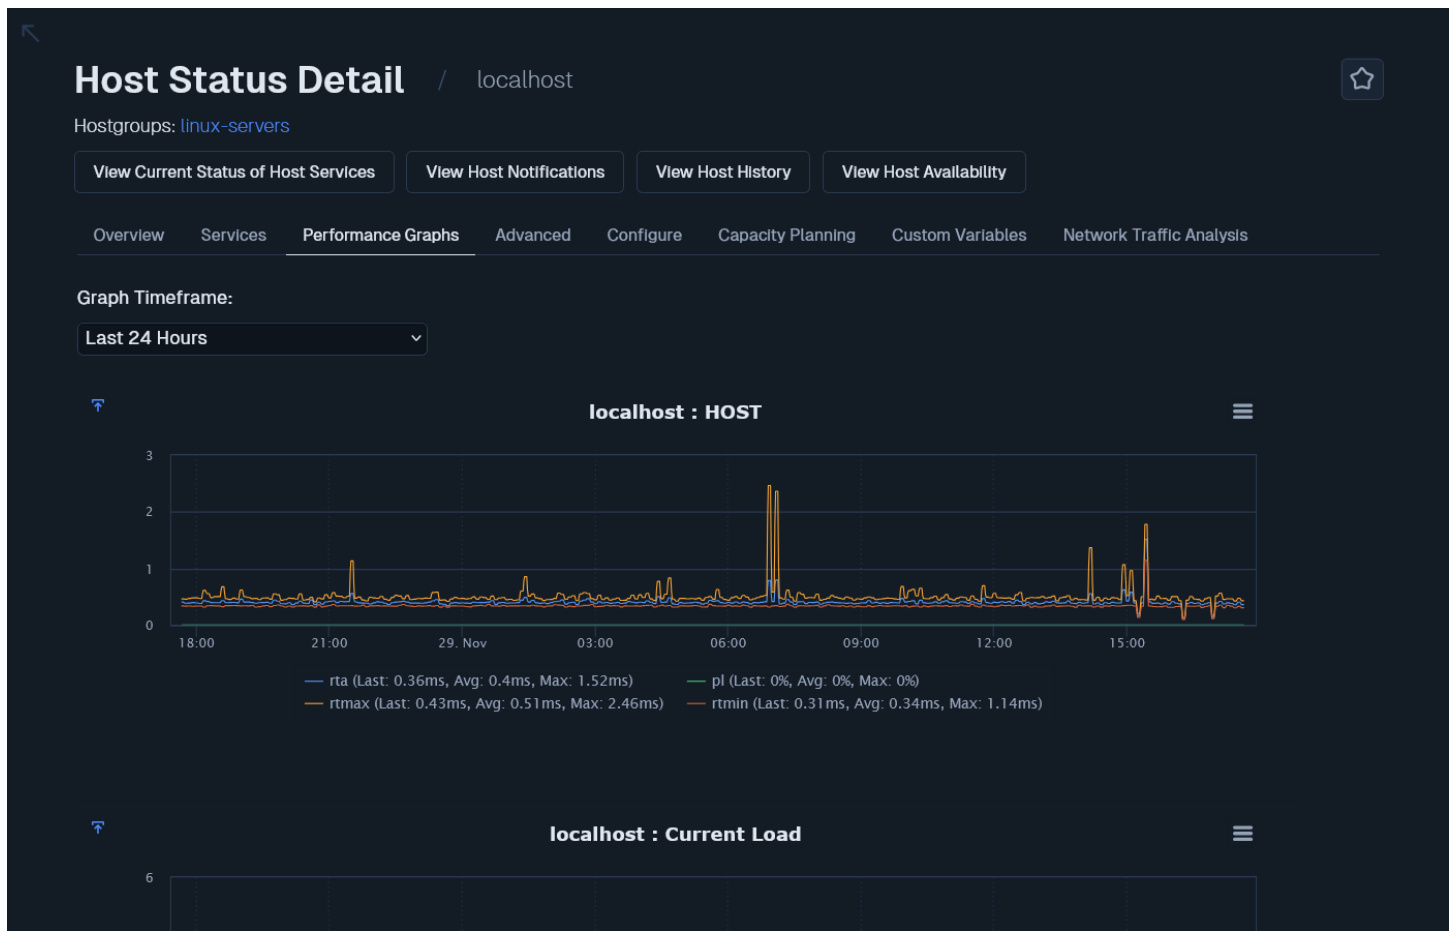 Host Status Detail / localhost
Hostgroups: linux-servers
View Current Status of Host Services View Host Notifications View Host History View Host Availability
Overview Services Performance Graphs Advanced Configure Capacity Planning Custom Variables Network Traffic Analysis
Graph Timeframe:
Last 24 Hours
localhost : HOST
3
2
1
0
18:00 21:00 29. Nov 03:00 06:00 09:00 12:00 15:00
rta (Last: 0.36ms, Avg: 0.4ms, Max: 1.52ms) pl (Last: 0%, Avg: 0%, Max: 0%)
rtmax (Last: 0.43ms, Avg: 0.51ms, Max: 2.46ms) rtmin (Last: 0.31ms, Avg: 0.34ms, Max: 1.14ms)
localhost : Current Load
6